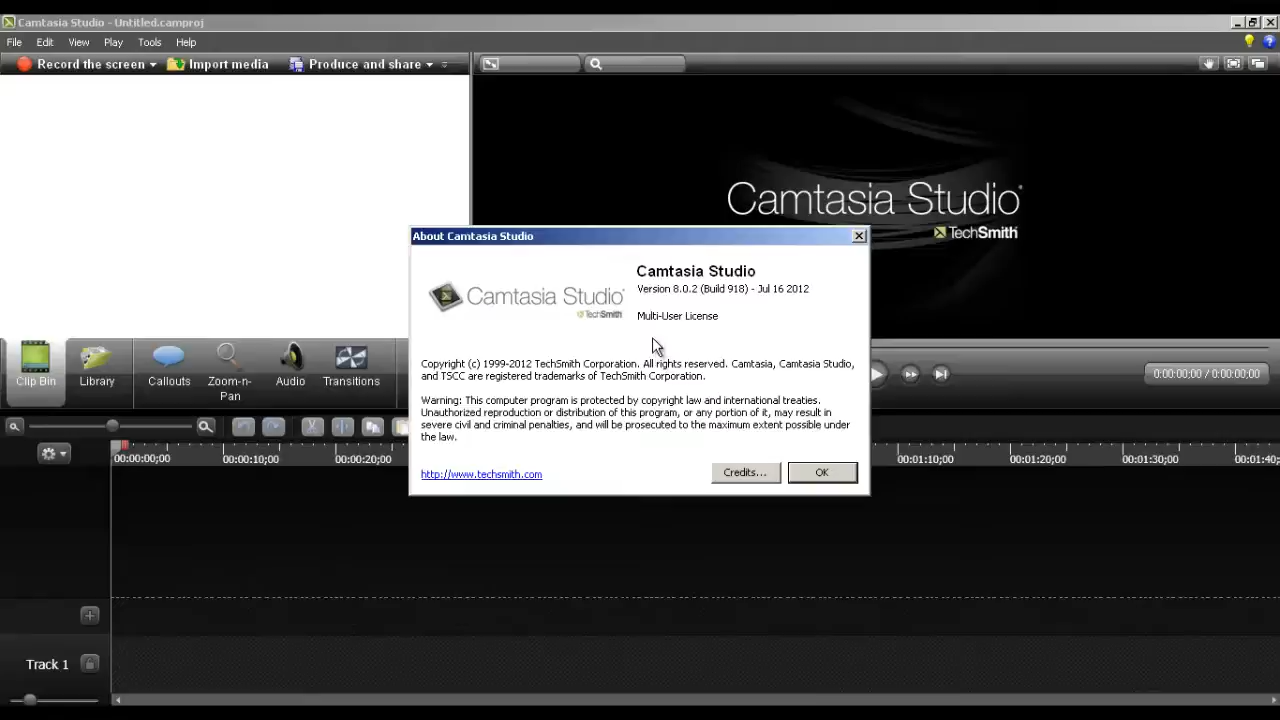 Camtasia Studio - Untitled.camproj
File Edit View Play Tools Help
Record the screen Import media Produce and share
Camtasia Studio
TechSmith
About Camtasia Studio
Camtasia Studio
TechSmith
Camtasia Studio
Version 8.0.2 (Build 918) - Jul 16 2012
Multi-User License
Copyright (c) 1999-2012 TechSmith Corporation. All rights reserved. Camtasia, Camtasia Studio,
and TSCC are registered trademarks of TechSmith Corporation.
Warning: This computer program is protected by copyright law and international treaties.
Unauthorized reproduction or distribution of this program, or any portion of it, may result in
severe civil and criminal penalties, and will be prosecuted to the maximum extent possible under
the law.
http://www.techsmith.com
Credits... OK
Clip Bin Library Callouts Zoom-n-
Pan Audio Transitions
0:00:00;00 / 0:00:00;00
00:00:00;00 00:00:10;00 00:00:20;00 00:01:10;00 00:01:20;00 00:01:30;00 00:01:40;
Track 1